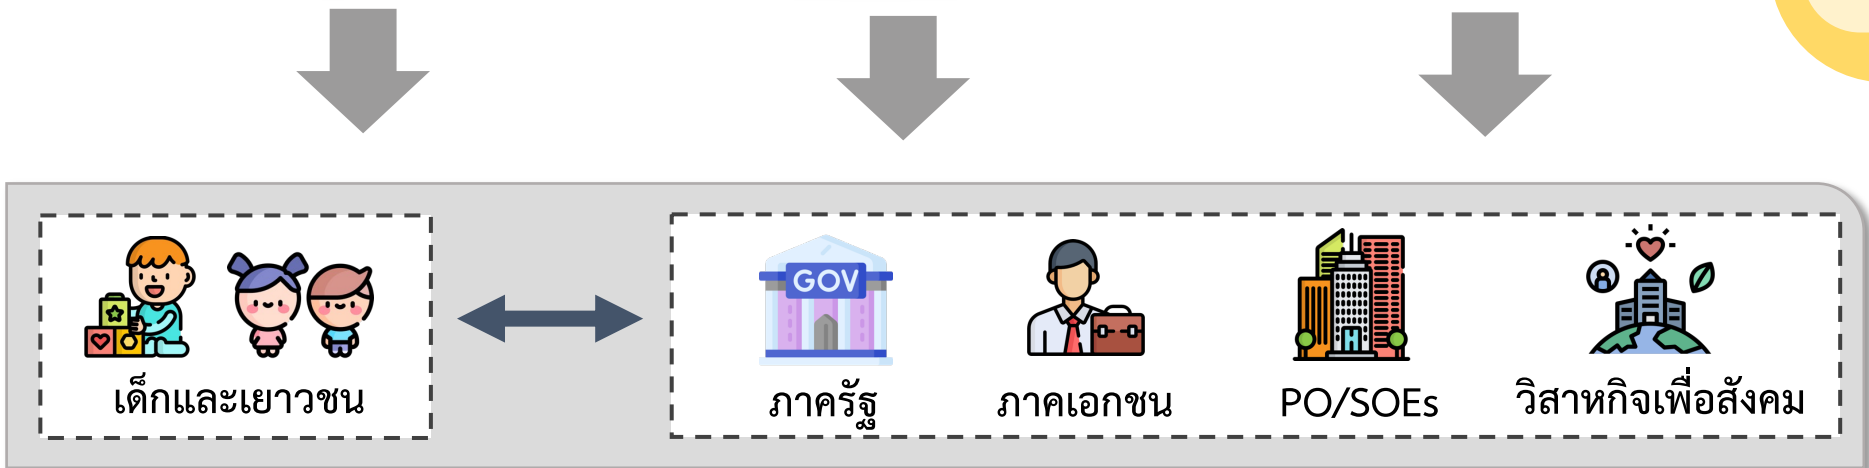 GOV
เด็กและเยาวชน
ภาครัฐ
ภาคเอกชน
PO/SOEs
วิสาหกิจเพื่อสังคม